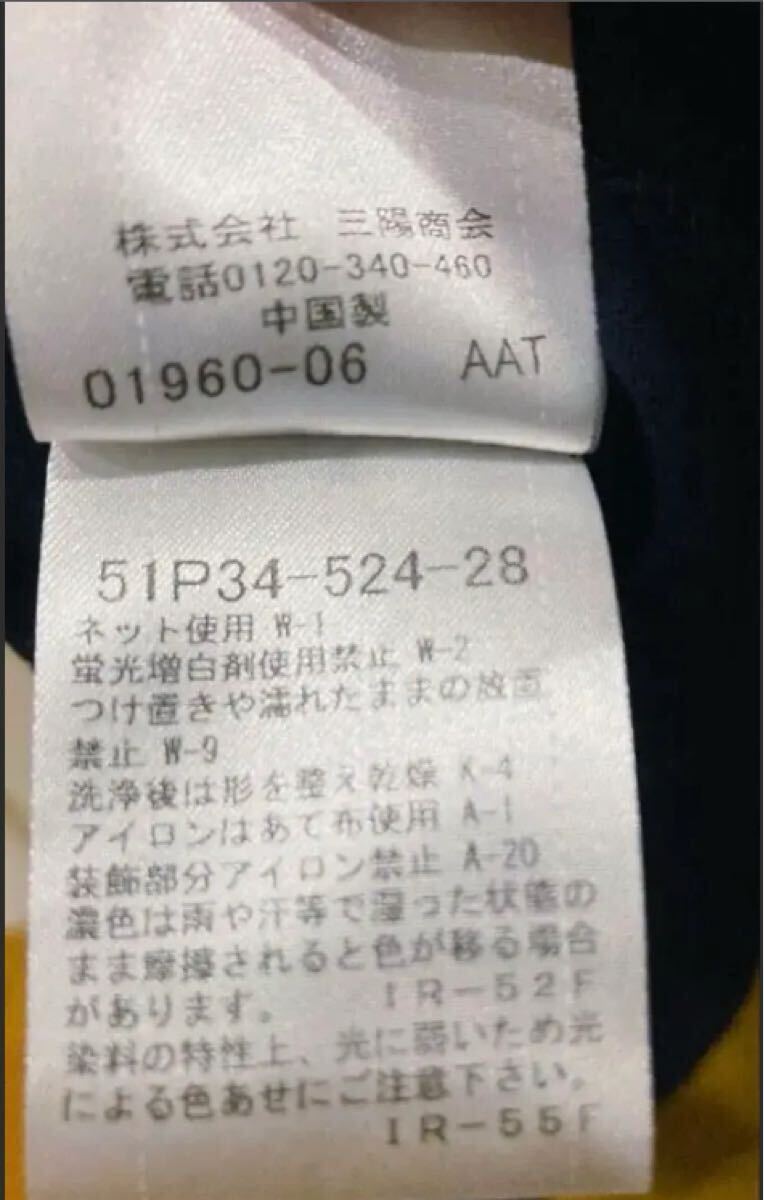 株式会社 三陽商会
電話0120-340-460
中国製
01960-06 AAT
51P34-524-28
ネット使用 W-1
蛍光増白剤使用禁止 W-2
つけ置きや濡れたままの放置
禁止 W-9
洗浄後は形を整え乾燥 K-4
アイロンはあて布使用 A-1
装飾部分アイロン禁止 A-20
濃色は雨や汗等で湿った状態の
まま摩擦されると色が移る場合
があります。 IR-52F
染料の特性上、光に弱いため光
による色あせにご注意下さい。
IR-55F